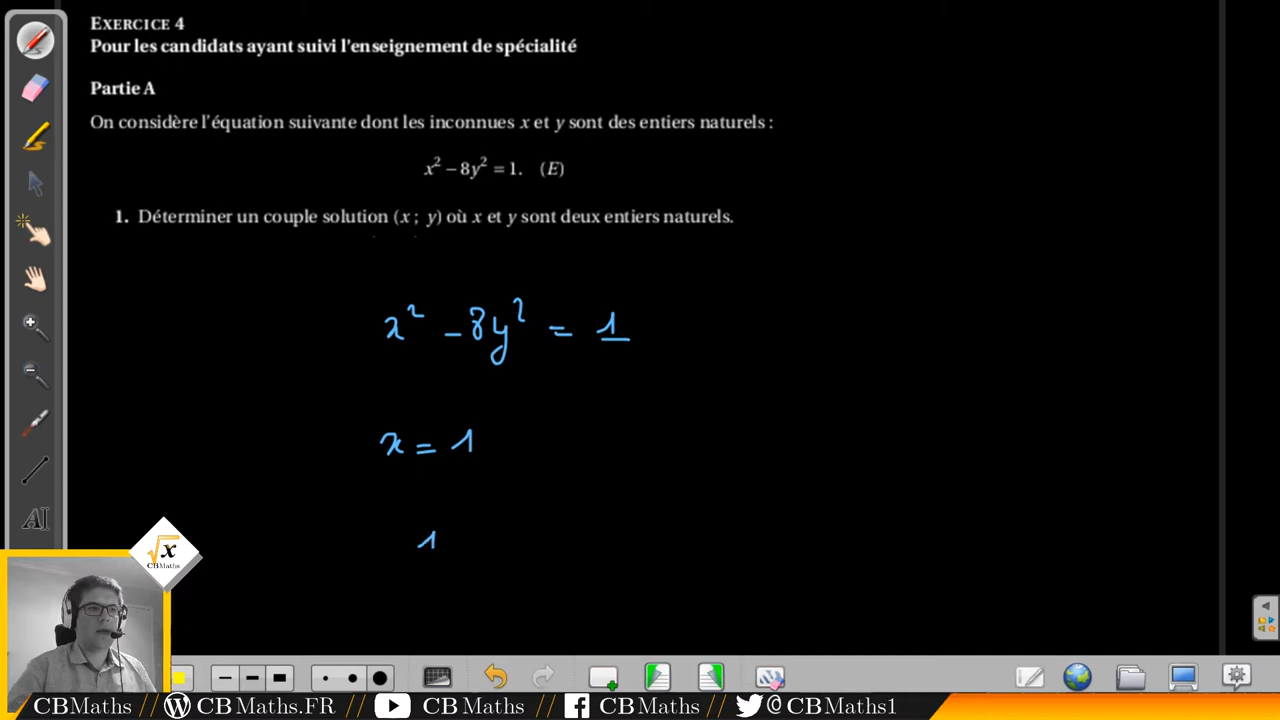 EXERCICE 4
Pour les candidats ayant suivi l'enseignement de spécialité
Partie A
On considère l'équation suivante dont les inconnues x et y sont des entiers naturels :
x² − 8y² = 1. (E)
1. Déterminer un couple solution (x ; y) où x et y sont deux entiers naturels.
x² − 8y² = 1
x = 1
1
√x
CBMaths
AI
CBMaths // CBMaths.FR // CBMaths // CBMaths // @CBMaths1